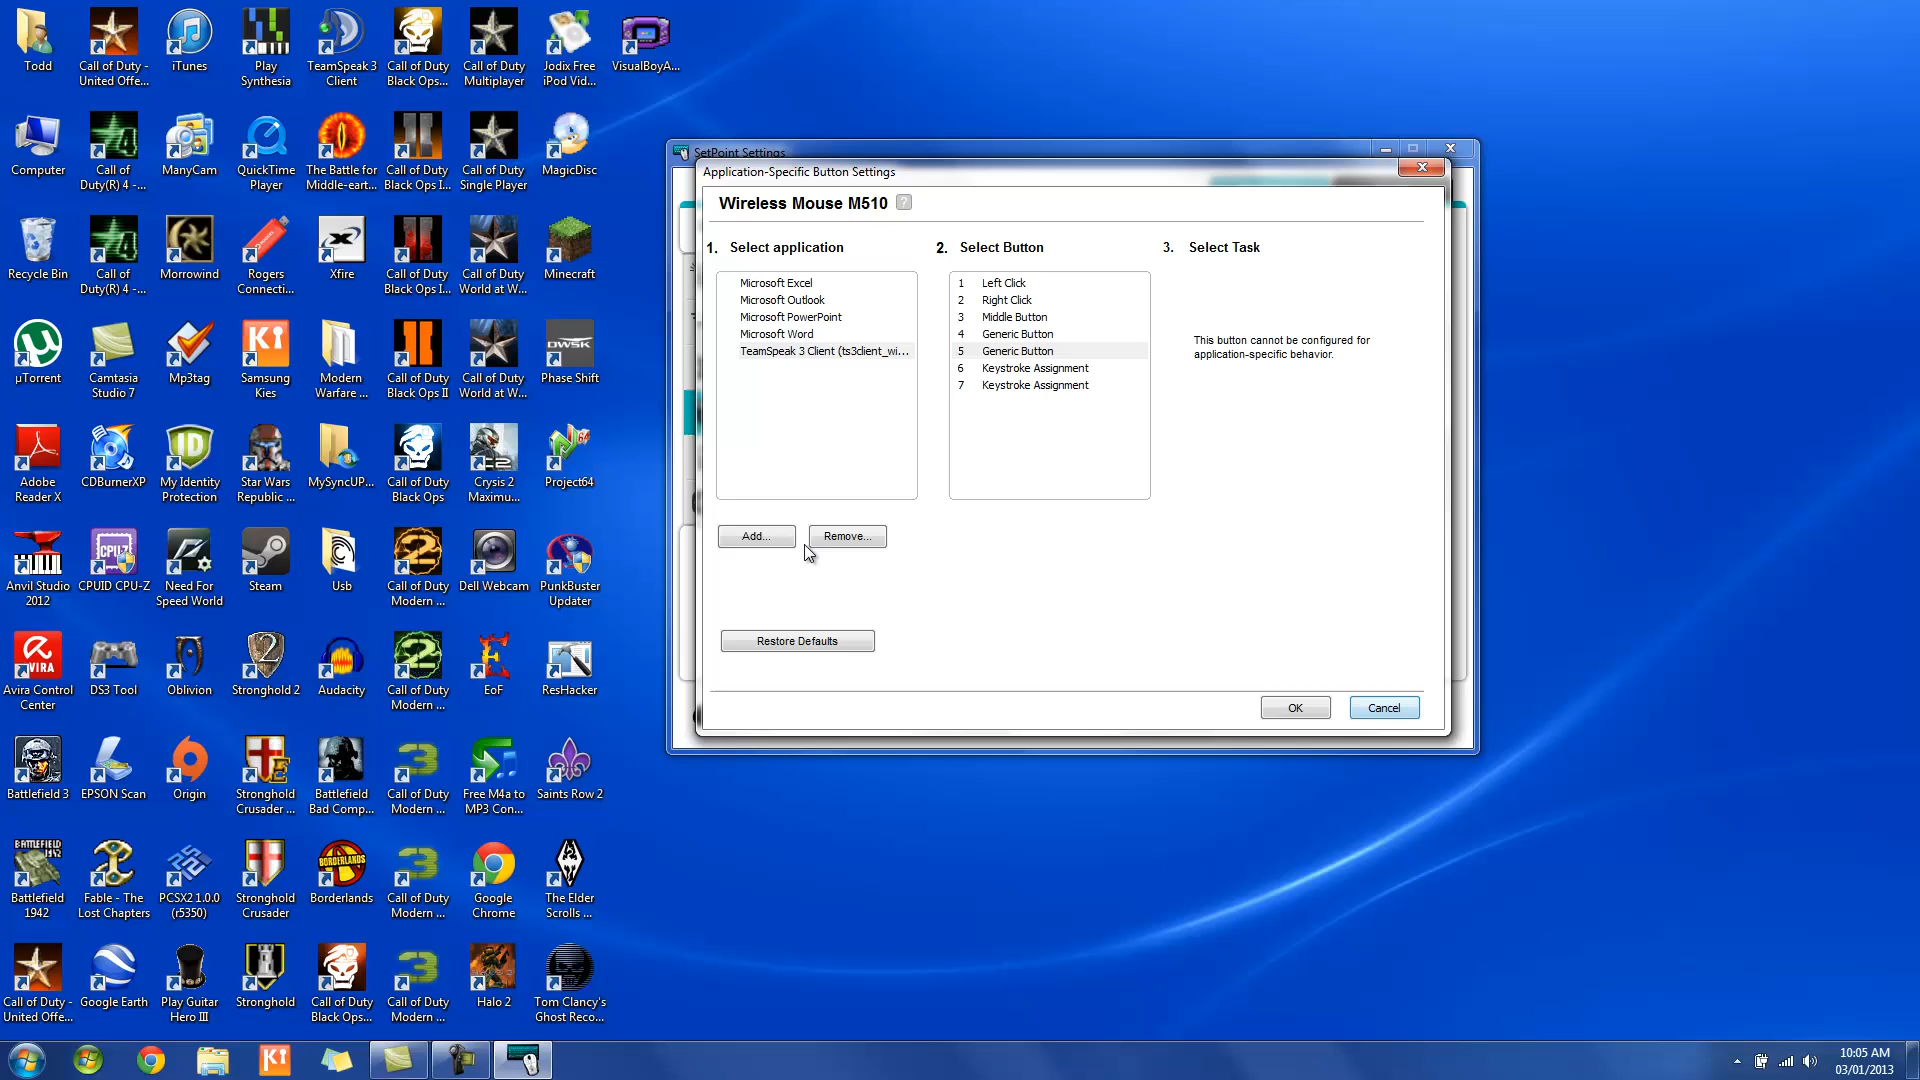 Todd
Call of Duty -
United Offe...
iTunes
Play
Synthesia
TeamSpeak 3
Client
Call of Duty
Black Ops...
Call of Duty
Multiplayer
Jodix Free
iPod Vid...
VisualBoyA...
Computer
Call of
Duty(R) 4 -...
ManyCam
QuickTime
Player
The Battle for
Middle-eart...
Call of Duty
Black Ops I...
Call of Duty
Single Player
MagicDisc
Recycle Bin
Call of
Duty(R) 4 -...
Morrowind
Rogers
Connecti...
Xfire
Call of Duty
Black Ops I...
Call of Duty
World at W...
Minecraft
µTorrent
Camtasia
Studio 7
Mp3tag
Samsung
Kies
Modern
Warfare ...
Call of Duty
Black Ops II
Call of Duty
World at W...
Phase Shift
Adobe
Reader X
CDBurnerXP
My Identity
Protection
Star Wars
Republic ...
MySyncUP...
Call of Duty
Black Ops
Crysis 2
Maximu...
Project64
Anvil Studio
2012
CPUID CPU-Z
Need For
Speed World
Steam
Usb
Call of Duty
Modern ...
Dell Webcam
PunkBuster
Updater
Avira Control
Center
DS3 Tool
Oblivion
Stronghold 2
Audacity
Call of Duty
Modern ...
EoF
ResHacker
Battlefield 3
EPSON Scan
Origin
Stronghold
Crusader ...
Battlefield
Bad Comp...
Call of Duty
Modern ...
Free M4a to
MP3 Con...
Saints Row 2
Battlefield
1942
Fable - The
Lost Chapters
PCSX2 1.0.0
(r5350)
Stronghold
Crusader
Borderlands
Call of Duty
Modern ...
Google
Chrome
The Elder
Scrolls ...
Call of Duty -
United Offe...
Google Earth
Play Guitar
Hero III
Stronghold
Call of Duty
Black Ops...
Call of Duty
Modern ...
Halo 2
Tom Clancy's
Ghost Reco...
SetPoint Settings
Application-Specific Button Settings
Wireless Mouse M510 ?
1. Select application
Microsoft Excel
Microsoft Outlook
Microsoft PowerPoint
Microsoft Word
TeamSpeak 3 Client (ts3client_wi...
Add...
Remove...
Restore Defaults
2. Select Button
1 Left Click
2 Right Click
3 Middle Button
4 Generic Button
5 Generic Button
6 Keystroke Assignment
7 Keystroke Assignment
3. Select Task
This button cannot be configured for
application-specific behavior.
OK
Cancel
10:05 AM
03/01/2013